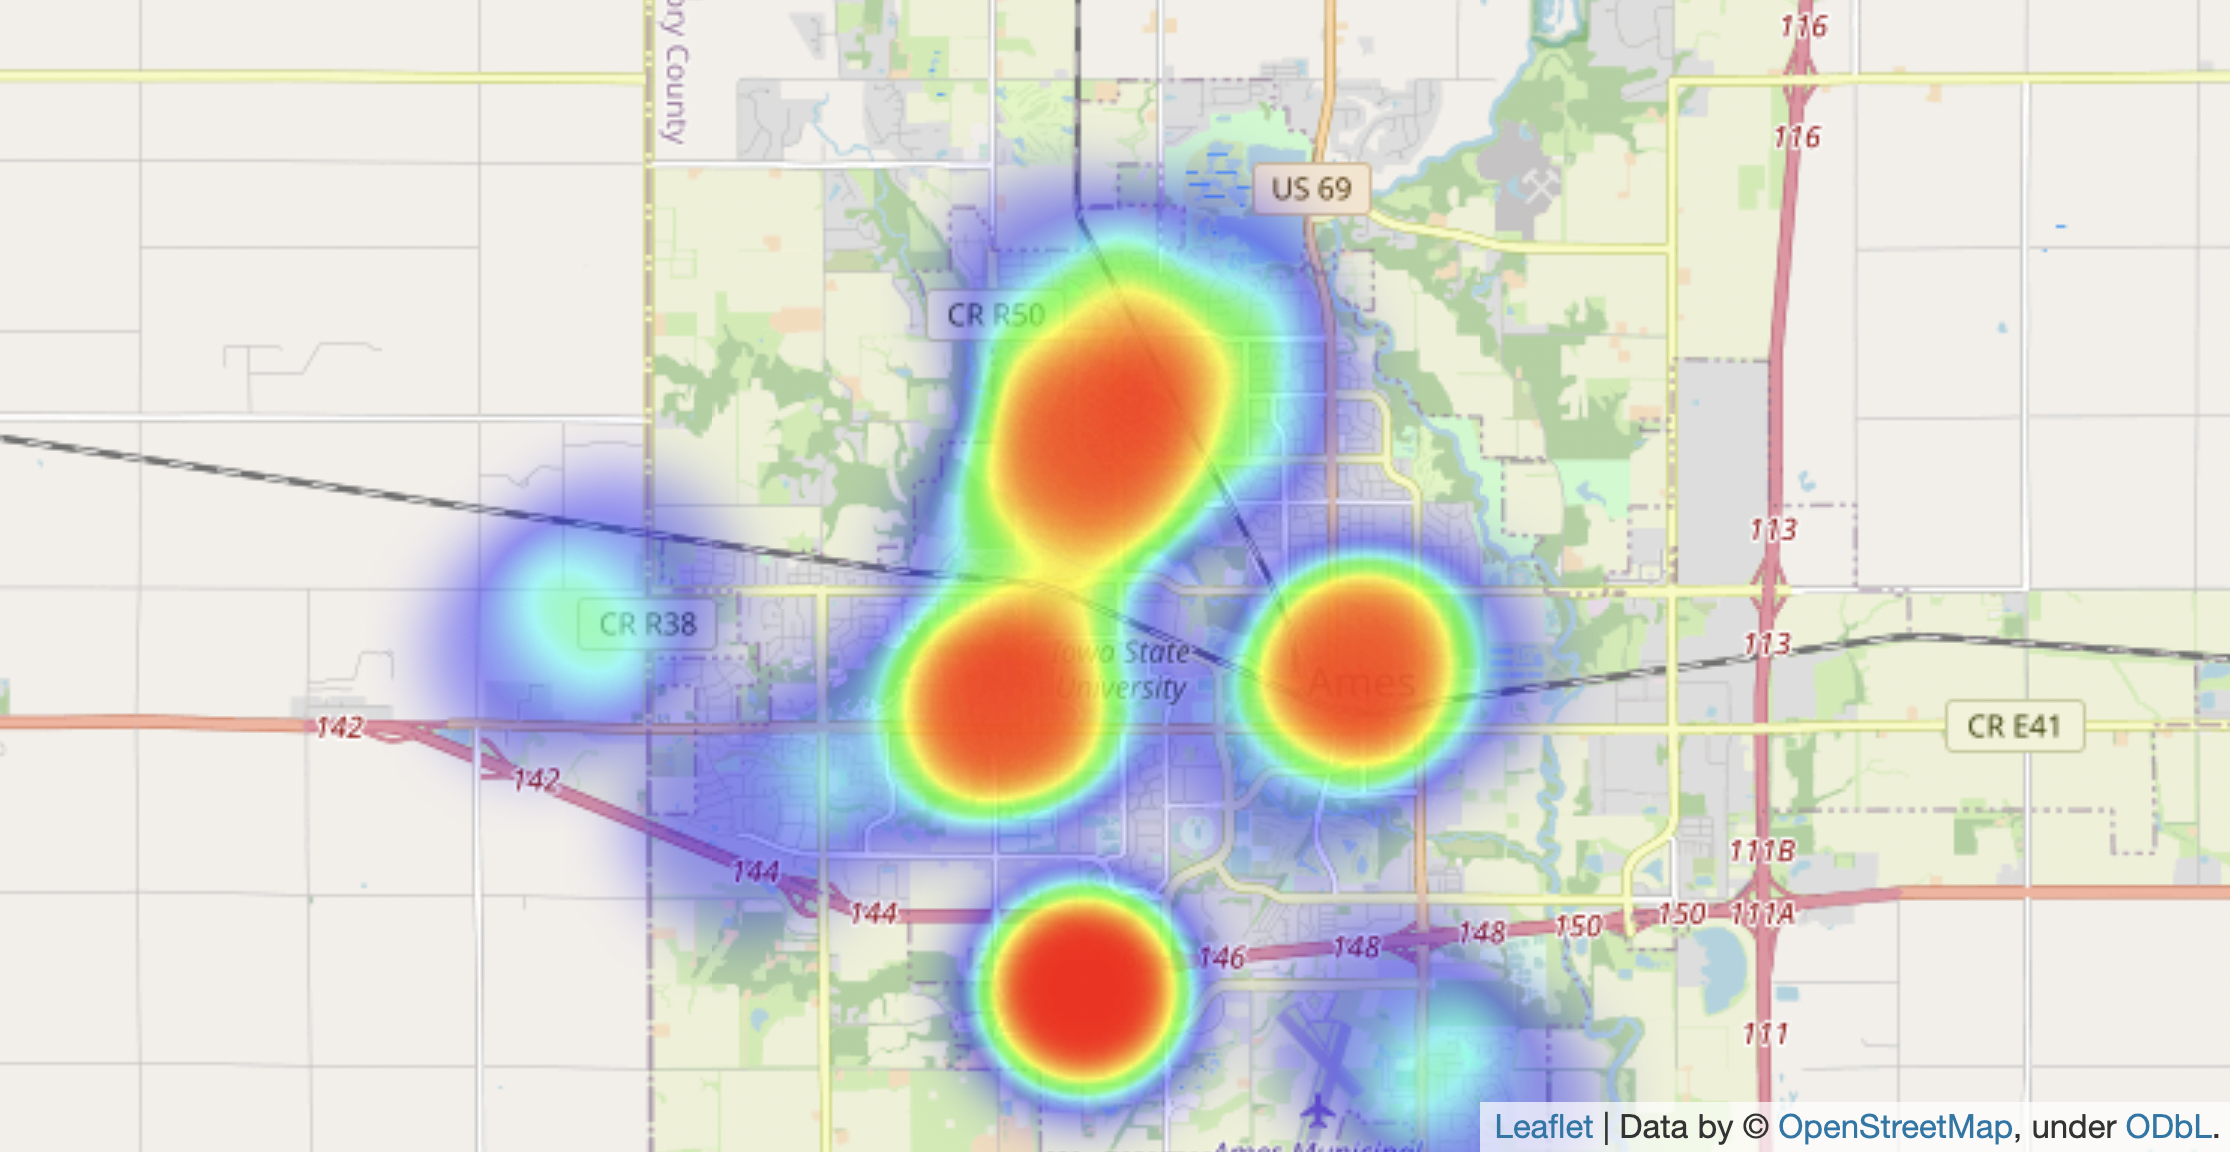 116
ory County
116
US 69
CR R50
113
CR R38
113
Iowa State
University
Ames
142
CR E41
142
111B
144
144
150
150
111A
148
148
146
111
Ames Municipal
Leaflet | Data by © OpenStreetMap, under ODbL.